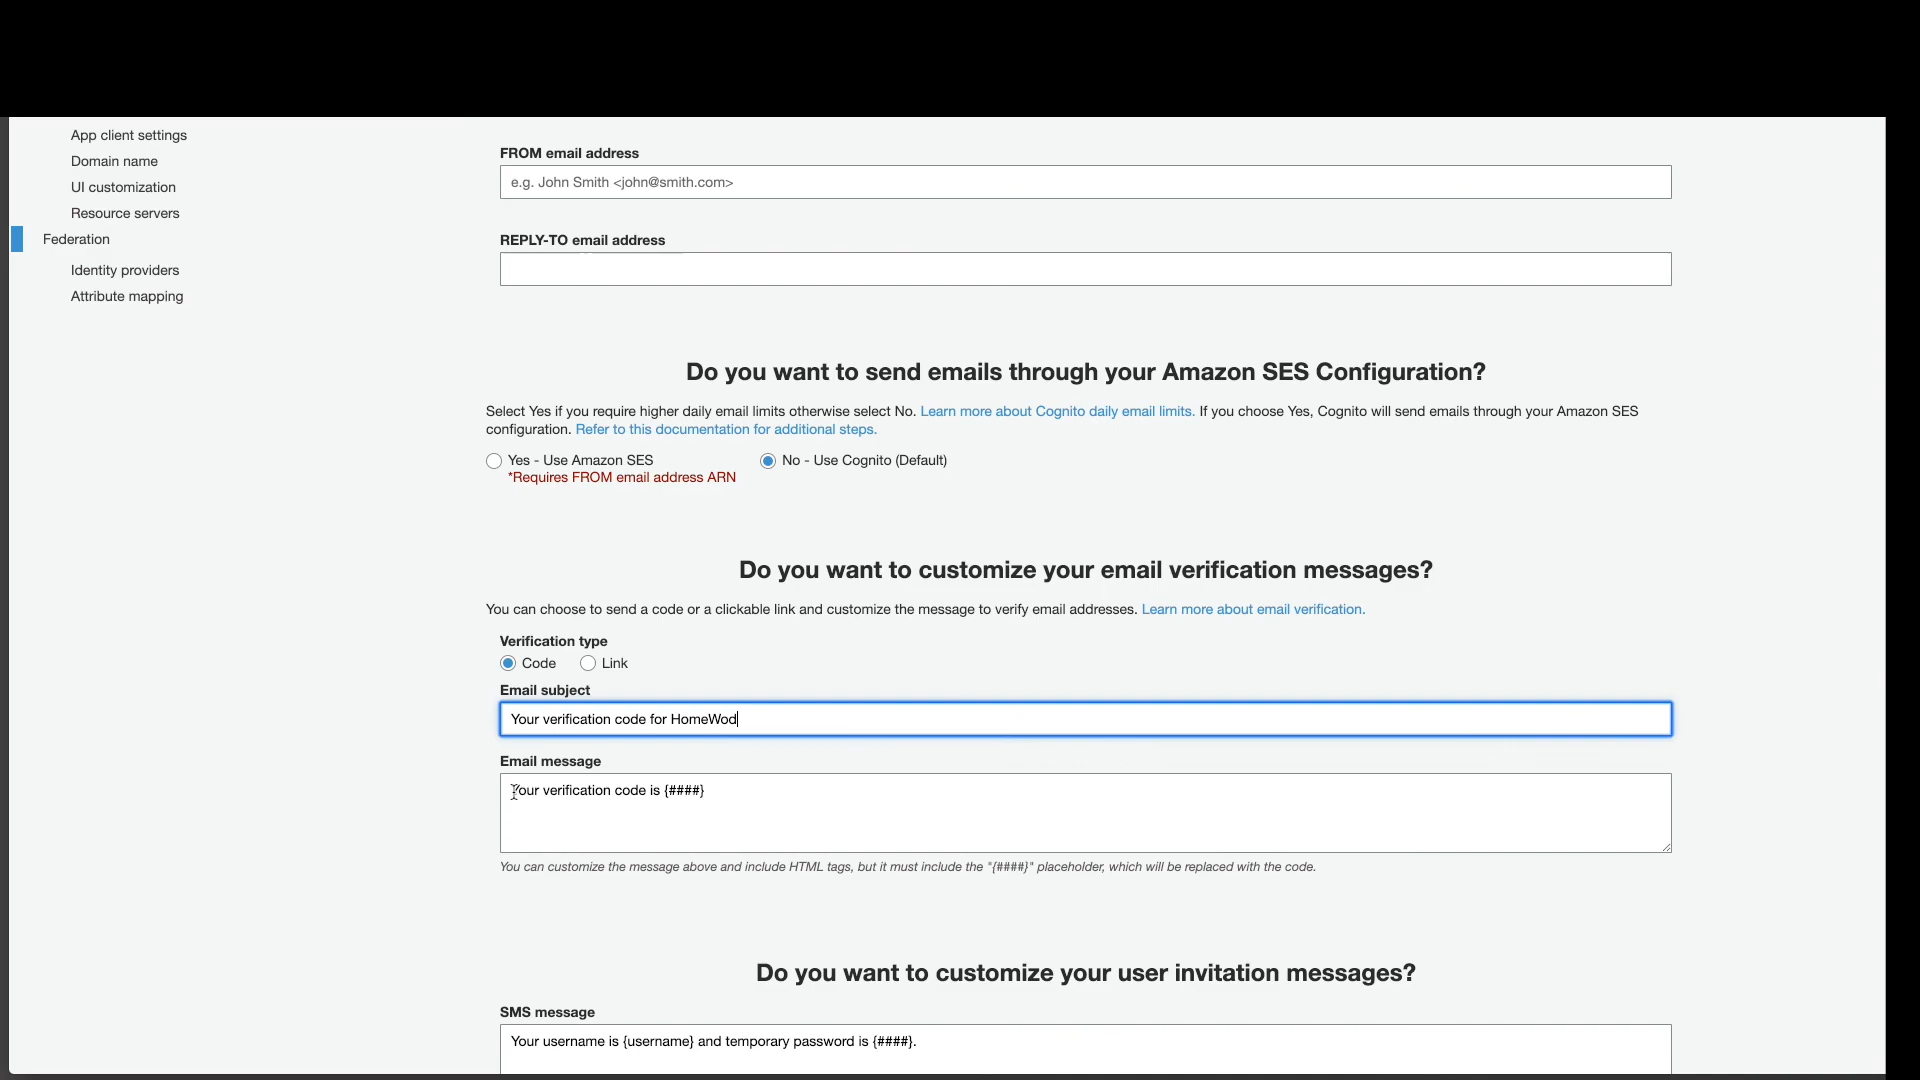 App client settings
Domain name
UI customization
Resource servers
Federation
Identity providers
Attribute mapping
FROM email address
e.g. John Smith <john@smith.com>
REPLY-TO email address
Do you want to send emails through your Amazon SES Configuration?
Select Yes if you require higher daily email limits otherwise select No. Learn more about Cognito daily email limits. If you choose Yes, Cognito will send emails through your Amazon SES
configuration. Refer to this documentation for additional steps.
Yes - Use Amazon SES No - Use Cognito (Default)
*Requires FROM email address ARN
Do you want to customize your email verification messages?
You can choose to send a code or a clickable link and customize the message to verify email addresses. Learn more about email verification.
Verification type
Code Link
Email subject
Your verification code for HomeWod
Email message
Your verification code is {####}
You can customize the message above and include HTML tags, but it must include the "{####}" placeholder, which will be replaced with the code.
Do you want to customize your user invitation messages?
SMS message
Your username is {username} and temporary password is {####}.